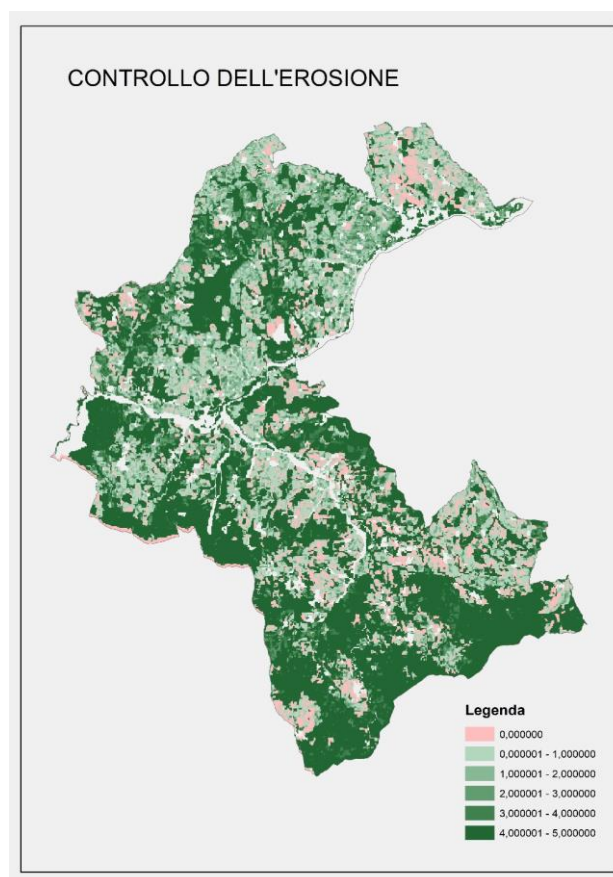 CONTROLLO DELL'EROSIONE
Legenda
0,000000
0,000001 - 1,000000
1,000001 - 2,000000
2,000001 - 3,000000
3,000001 - 4,000000
4,000001 - 5,000000